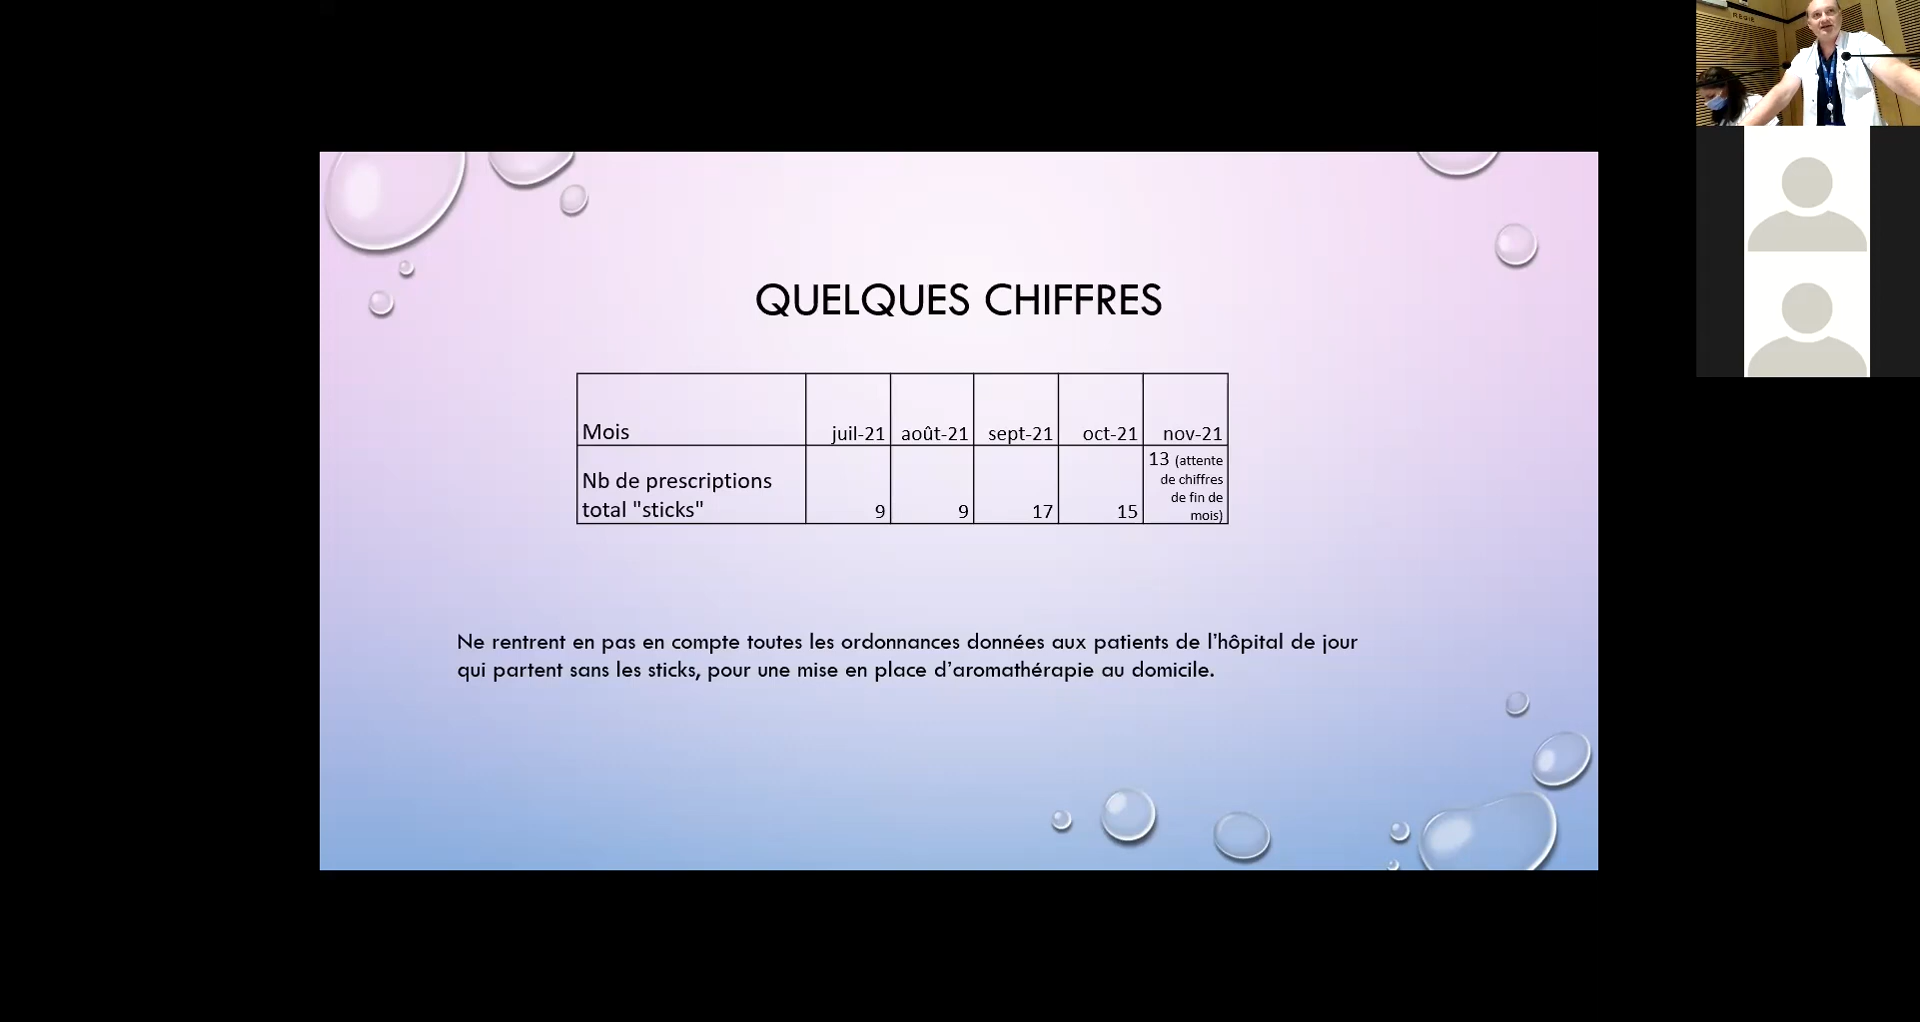 REGIE
QUELQUES CHIFFRES
Mois juil-21 août-21 sept-21 oct-21 nov-21
Nb de prescriptions
total "sticks" 9 9 17 15 13 (attente
de chiffres
de fin de
mois)
Ne rentrent en pas en compte toutes les ordonnances données aux patients de l'hôpital de jour
qui partent sans les sticks, pour une mise en place d'aromathérapie au domicile.